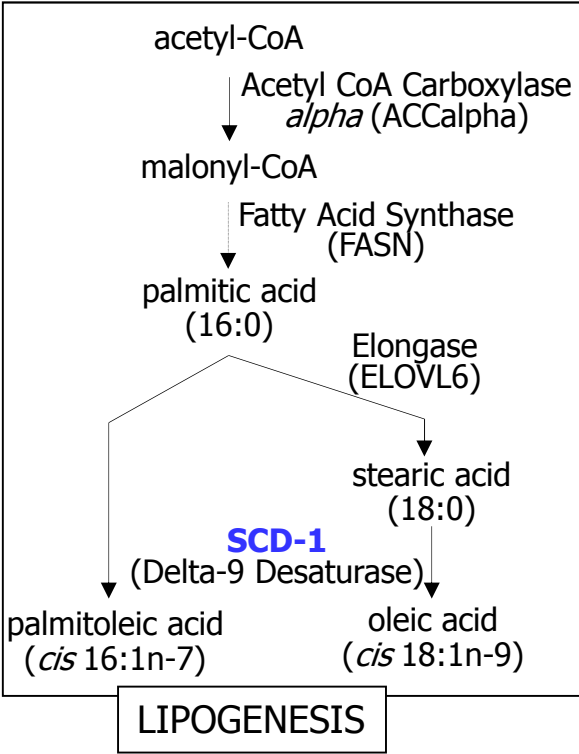 acetyl-CoA
Acetyl CoA Carboxylase
alpha (ACCalpha)
malonyl-CoA
Fatty Acid Synthase
(FASN)
palmitic acid
(16:0)
Elongase
(ELOVL6)
stearic acid
(18:0)
SCD-1
(Delta-9 Desaturase)
palmitoleic acid
(cis 16:1n-7)
oleic acid
(cis 18:1n-9)
LIPOGENESIS